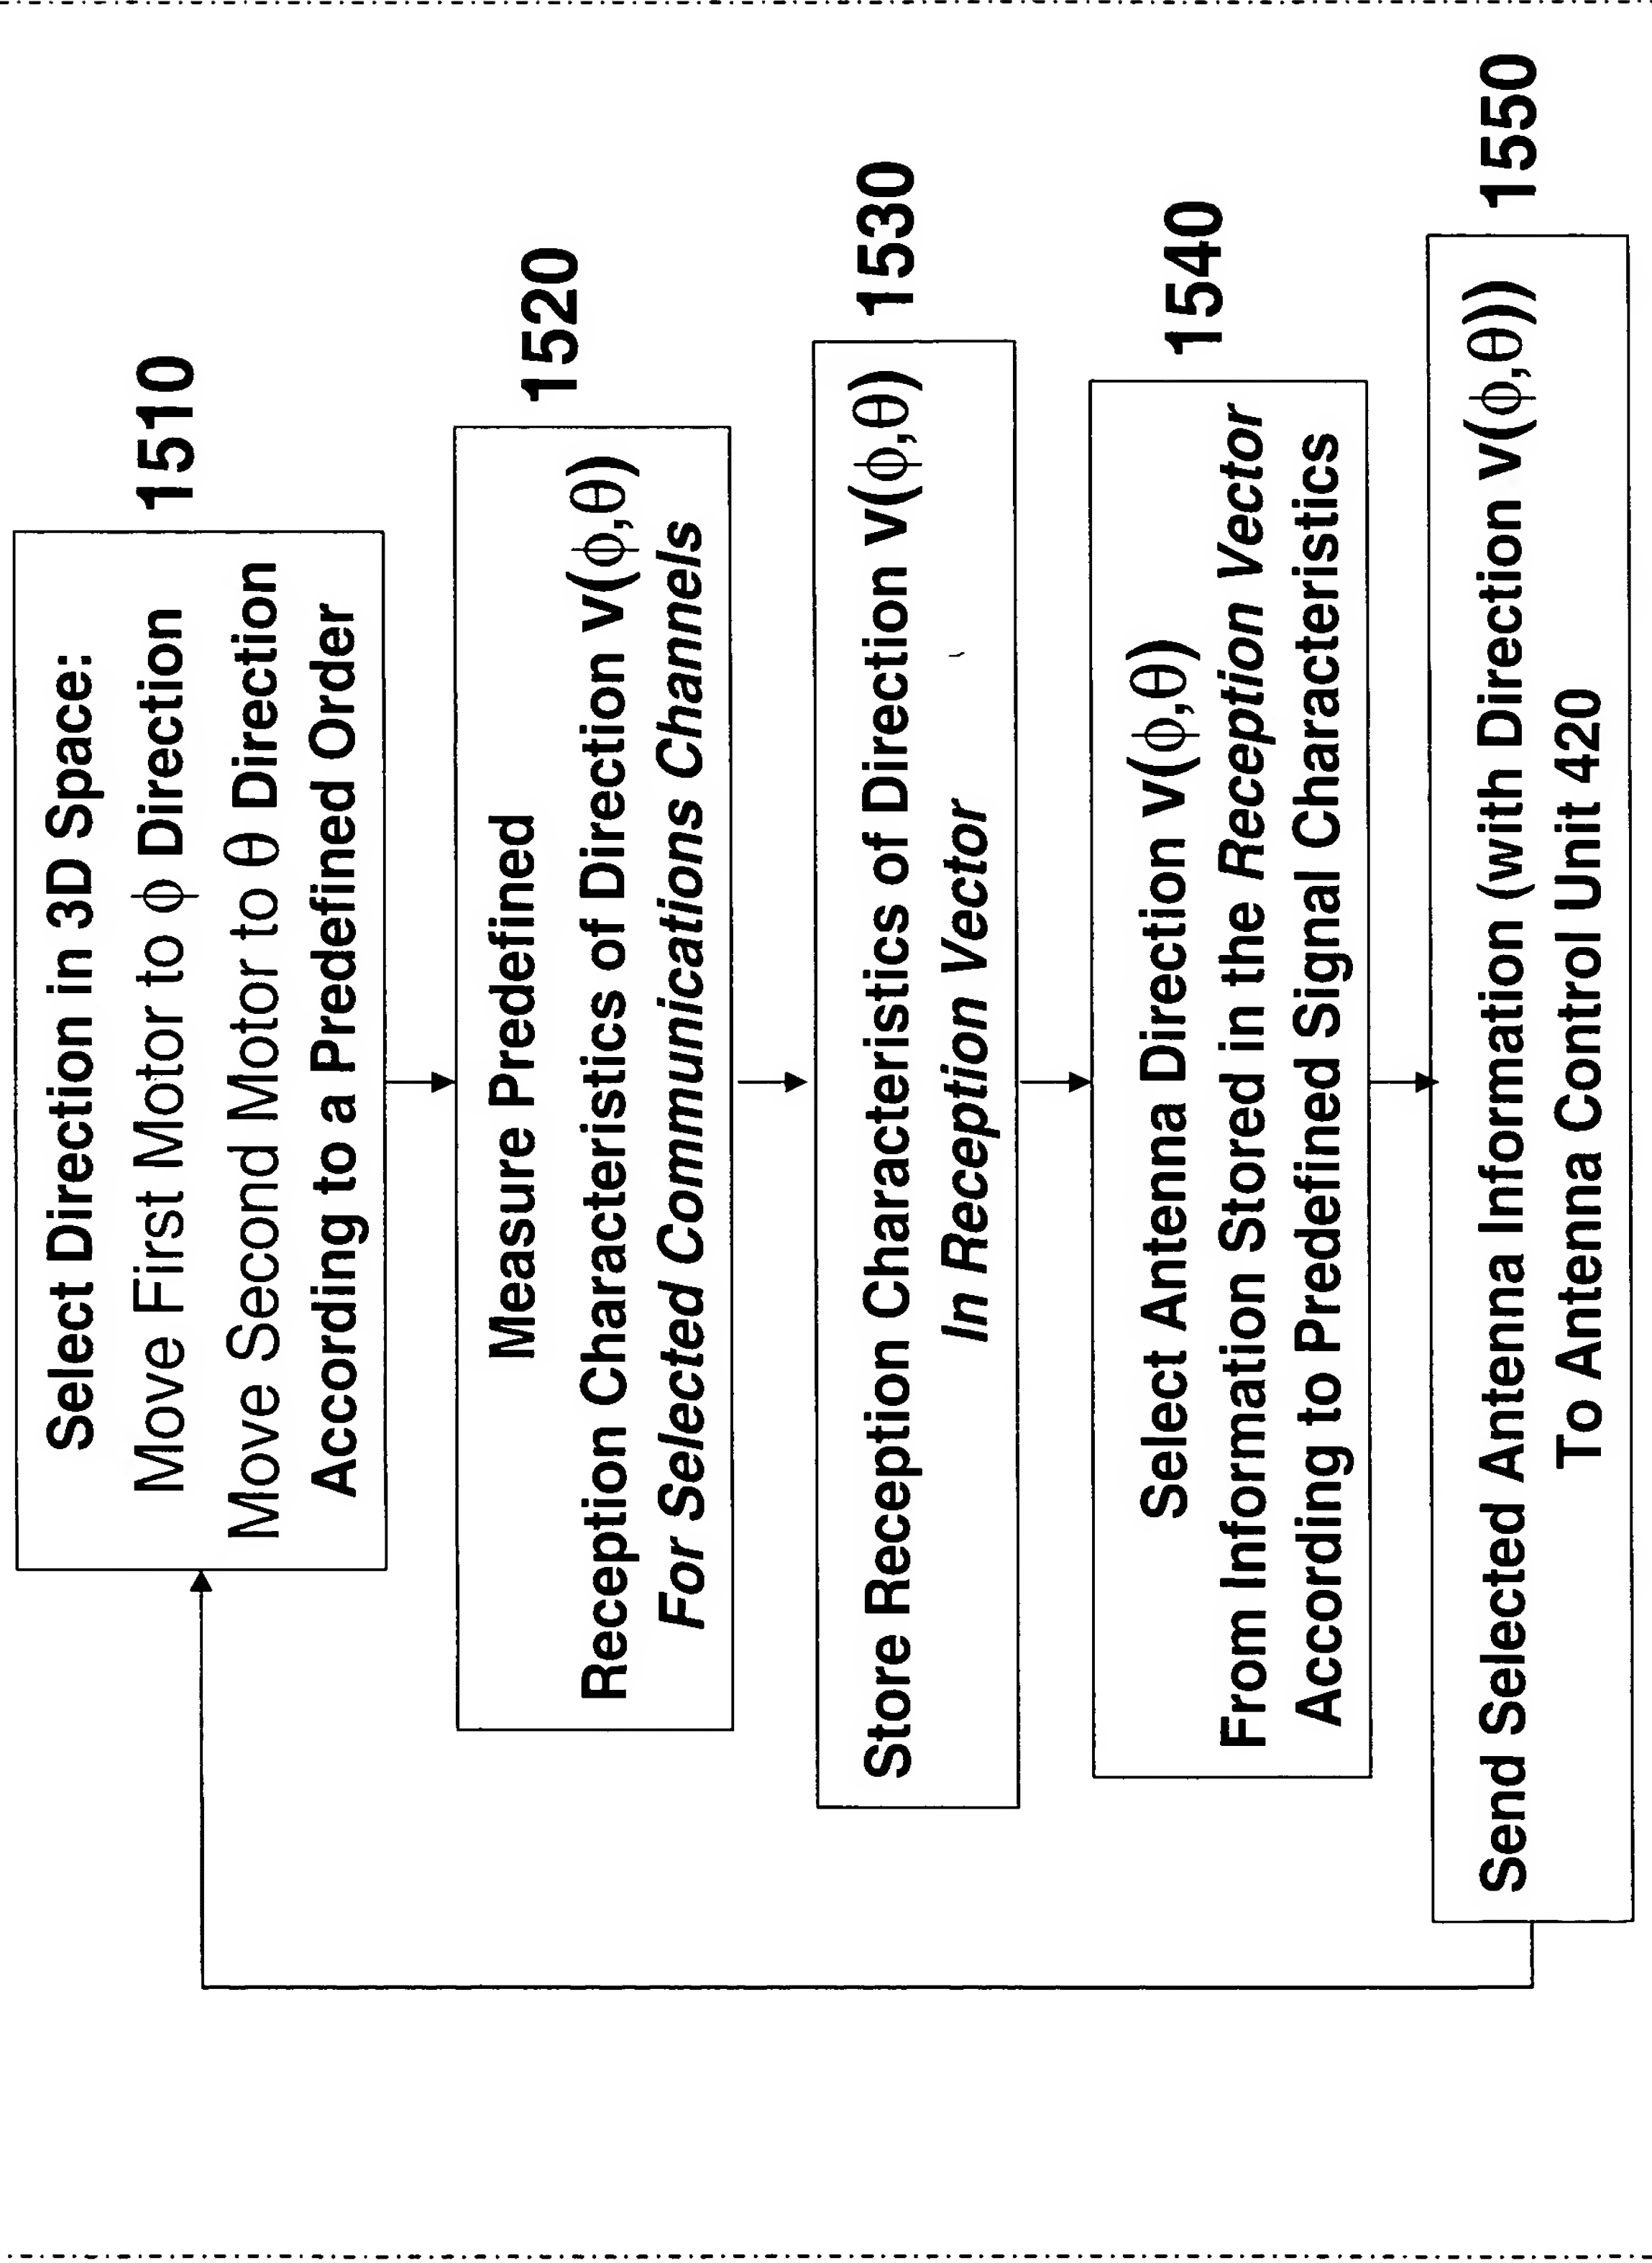 Select Direction in 3D Space:
Move First Motor to ϕ Direction
Move Second Motor to θ Direction
According to a Predefined Order
1510
Measure Predefined
Reception Characteristics of Direction v(ϕ,θ)
For Selected Communications Channels
1520
Store Reception Characteristics of Direction v(ϕ,θ)
In Reception Vector
1530
Select Antenna Direction v(ϕ,θ)
From Information Stored in the Reception Vector
According to Predefined Signal Characteristics
1540
Send Selected Antenna Information (with Direction v(ϕ,θ))
To Antenna Control Unit 420
1550